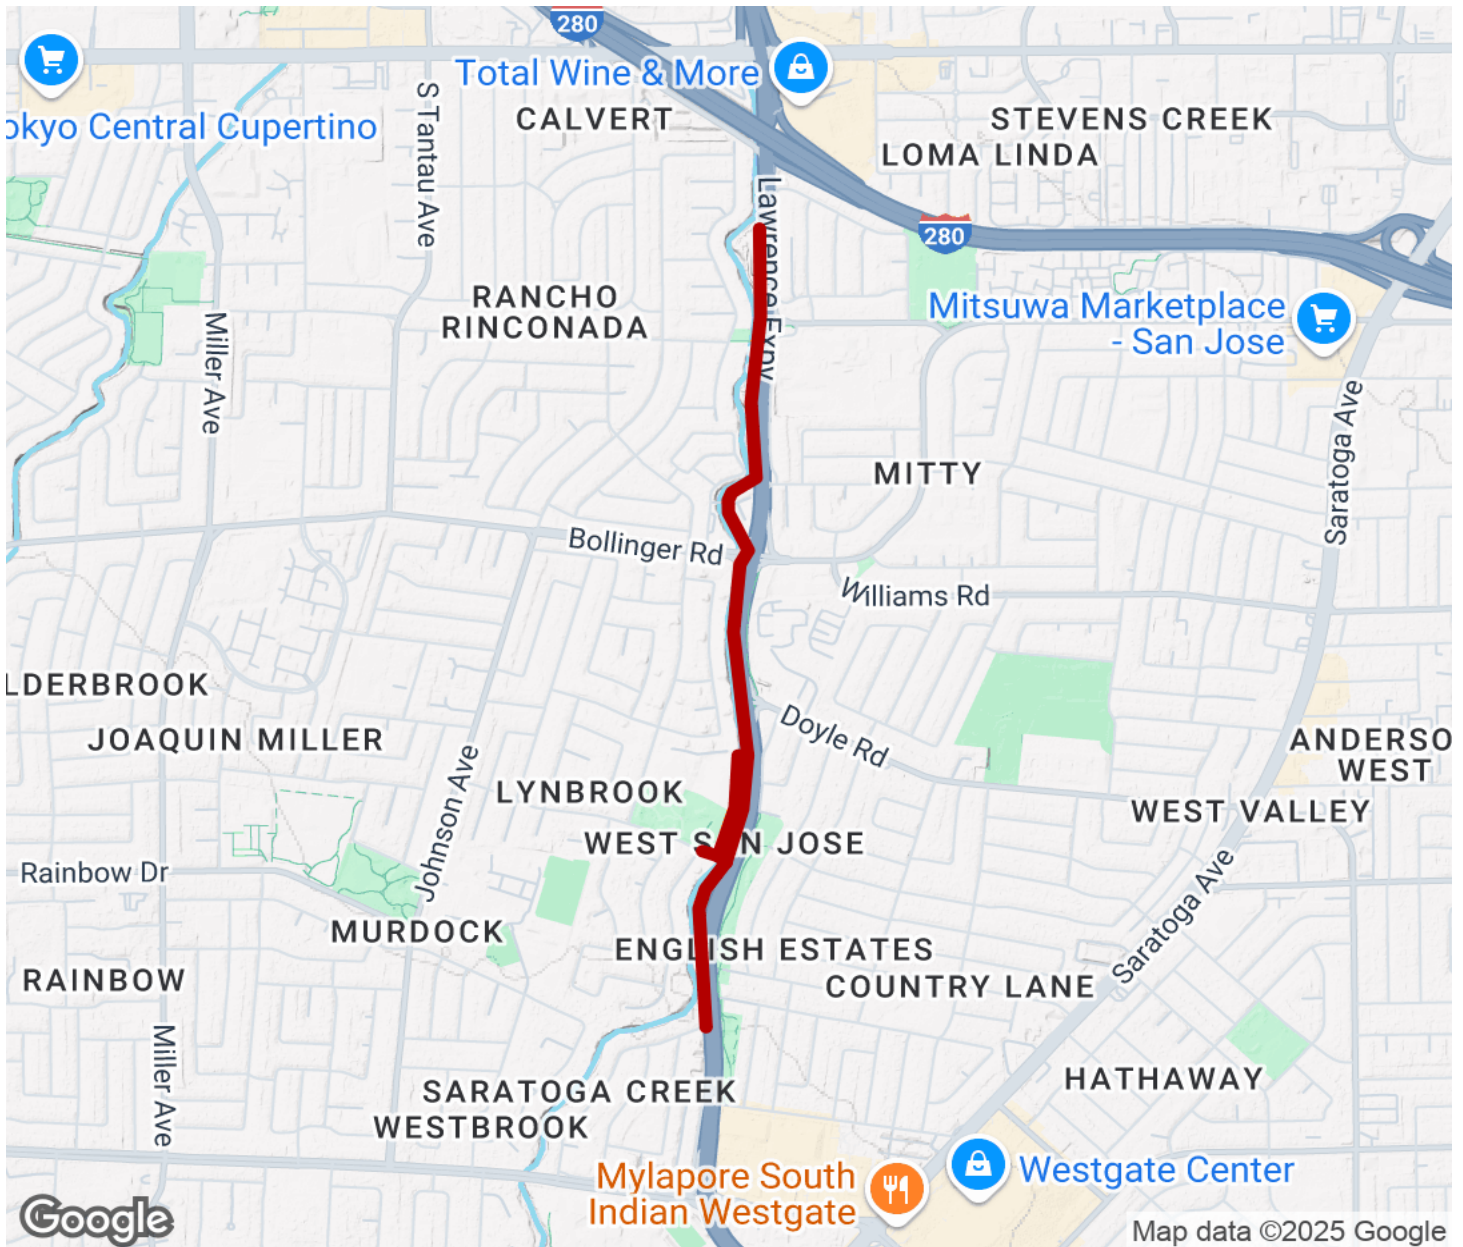 280
Total Wine & More
okyo Central Cupertino
CALVERT
STEVENS CREEK
LOMA LINDA
S Tantau Ave
Lawrence Expy
280
RANCHO
RINCONADA
Mitsuwa Marketplace
- San Jose
Miller Ave
Saratoga Ave
MITTY
Bollinger Rd
Williams Rd
LDERBROOK
JOAQUIN MILLER
Doyle Rd
ANDERSO
WEST
LYNBROOK
WEST VALLEY
Johnson Ave
WEST S N JOSE
Rainbow Dr
MURDOCK
Saratoga Ave
ENGLISH ESTATES
RAINBOW
COUNTRY LANE
Miller Ave
HATHAWAY
SARATOGA CREEK
WESTBROOK
Mylapore South
Indian Westgate
Westgate Center
Google
Map data ©2025 Google